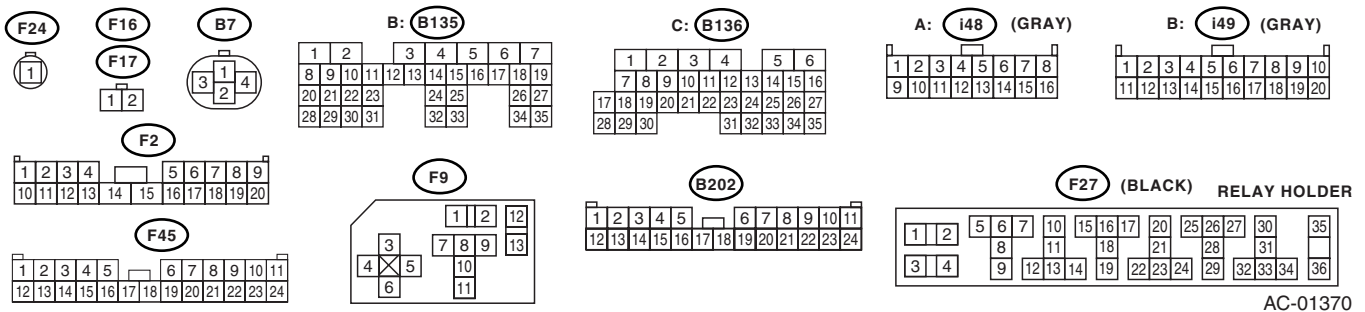 F24
1
F16
F17
1 2
B7
1
3 4
2
B: B135
1 2 3 4 5 6 7
8 9 10 11 12 13 14 15 16 17 18 19
20 21 22 23 24 25 26 27
28 29 30 31 32 33 34 35
C: B136
1 2 3 4 5 6
7 8 9 10 11 12 13 14 15 16
17 18 19 20 21 22 23 24 25 26 27
28 29 30 31 32 33 34 35
A: i48 (GRAY)
1 2 3 4 5 6 7 8
9 10 11 12 13 14 15 16
B: i49 (GRAY)
1 2 3 4 5 6 7 8 9 10
11 12 13 14 15 16 17 18 19 20
F2
1 2 3 4 5 6 7 8 9
10 11 12 13 14 15 16 17 18 19 20
F45
1 2 3 4 5 6 7 8 9 10 11
12 13 14 15 16 17 18 19 20 21 22 23 24
F9
1 2 12
3 7 8 9 13
4 5 10
6 11
B202
1 2 3 4 5 6 7 8 9 10 11
12 13 14 15 16 17 18 19 20 21 22 23 24
F27 (BLACK) RELAY HOLDER
1 2 5 6 7 10 15 16 17 20 25 26 27 30 35
8 11 18 21 28 31
3 4 9 12 13 14 19 22 23 24 29 32 33 34 36
AC-01370